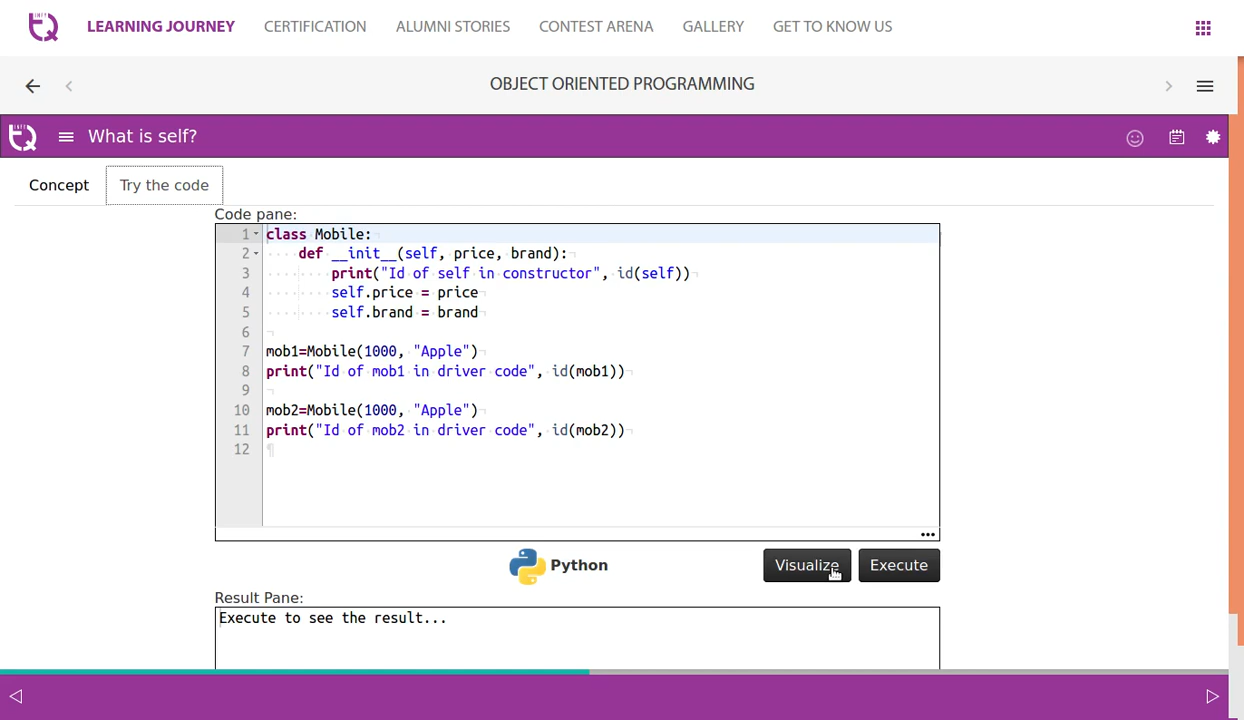 LEARNING JOURNEY CERTIFICATION ALUMNI STORIES CONTEST ARENA GALLERY GET TO KNOW US
OBJECT ORIENTED PROGRAMMING
What is self?
Concept Try the code
Code pane:
1 class Mobile:
2 def __init__(self, price, brand):
3 print("Id of self in constructor", id(self))
4 self.price = price
5 self.brand = brand
6
7 mob1=Mobile(1000, "Apple")
8 print("Id of mob1 in driver code", id(mob1))
9
10 mob2=Mobile(1000, "Apple")
11 print("Id of mob2 in driver code", id(mob2))
12
Python Visualize Execute
Result Pane:
Execute to see the result...